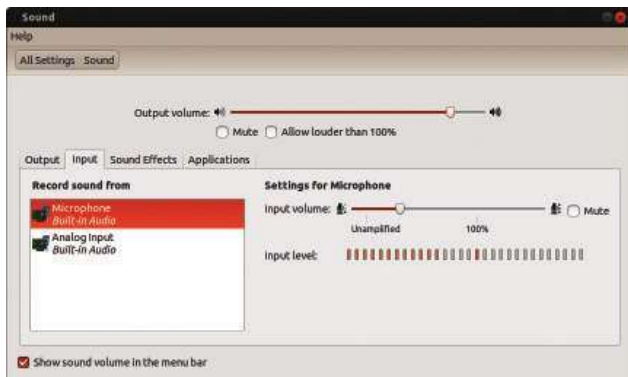 Sound
Help
All Settings Sound
Output volume:
Mute Allow louder than 100%
Output Input Sound Effects Applications
Record sound from
Microphone
Built-in Audio
Analog Input
Built-in Audio
Settings for Microphone
Input volume: Mute
Unamplified 100%
Input level:
Show sound volume in the menu bar